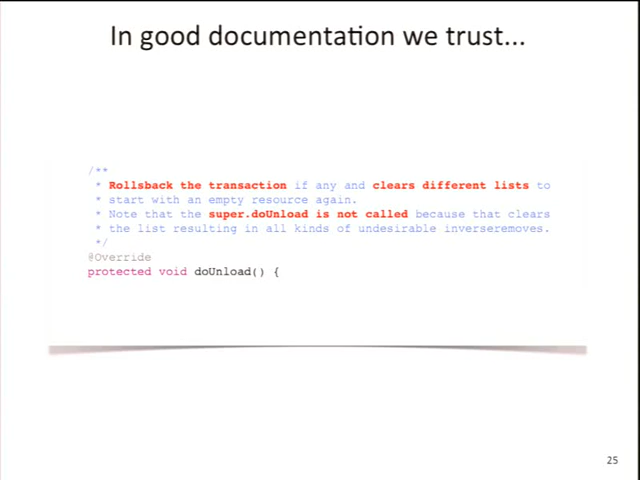 In good documentation we trust...
/**
* Rollsback the transaction if any and clears different lists to
* start with an empty resource again.
* Note that the super.doUnload is not called because that clears
* the list resulting in all kinds of undesirable inverseremoves.
*/
@Override
protected void doUnload() {
25